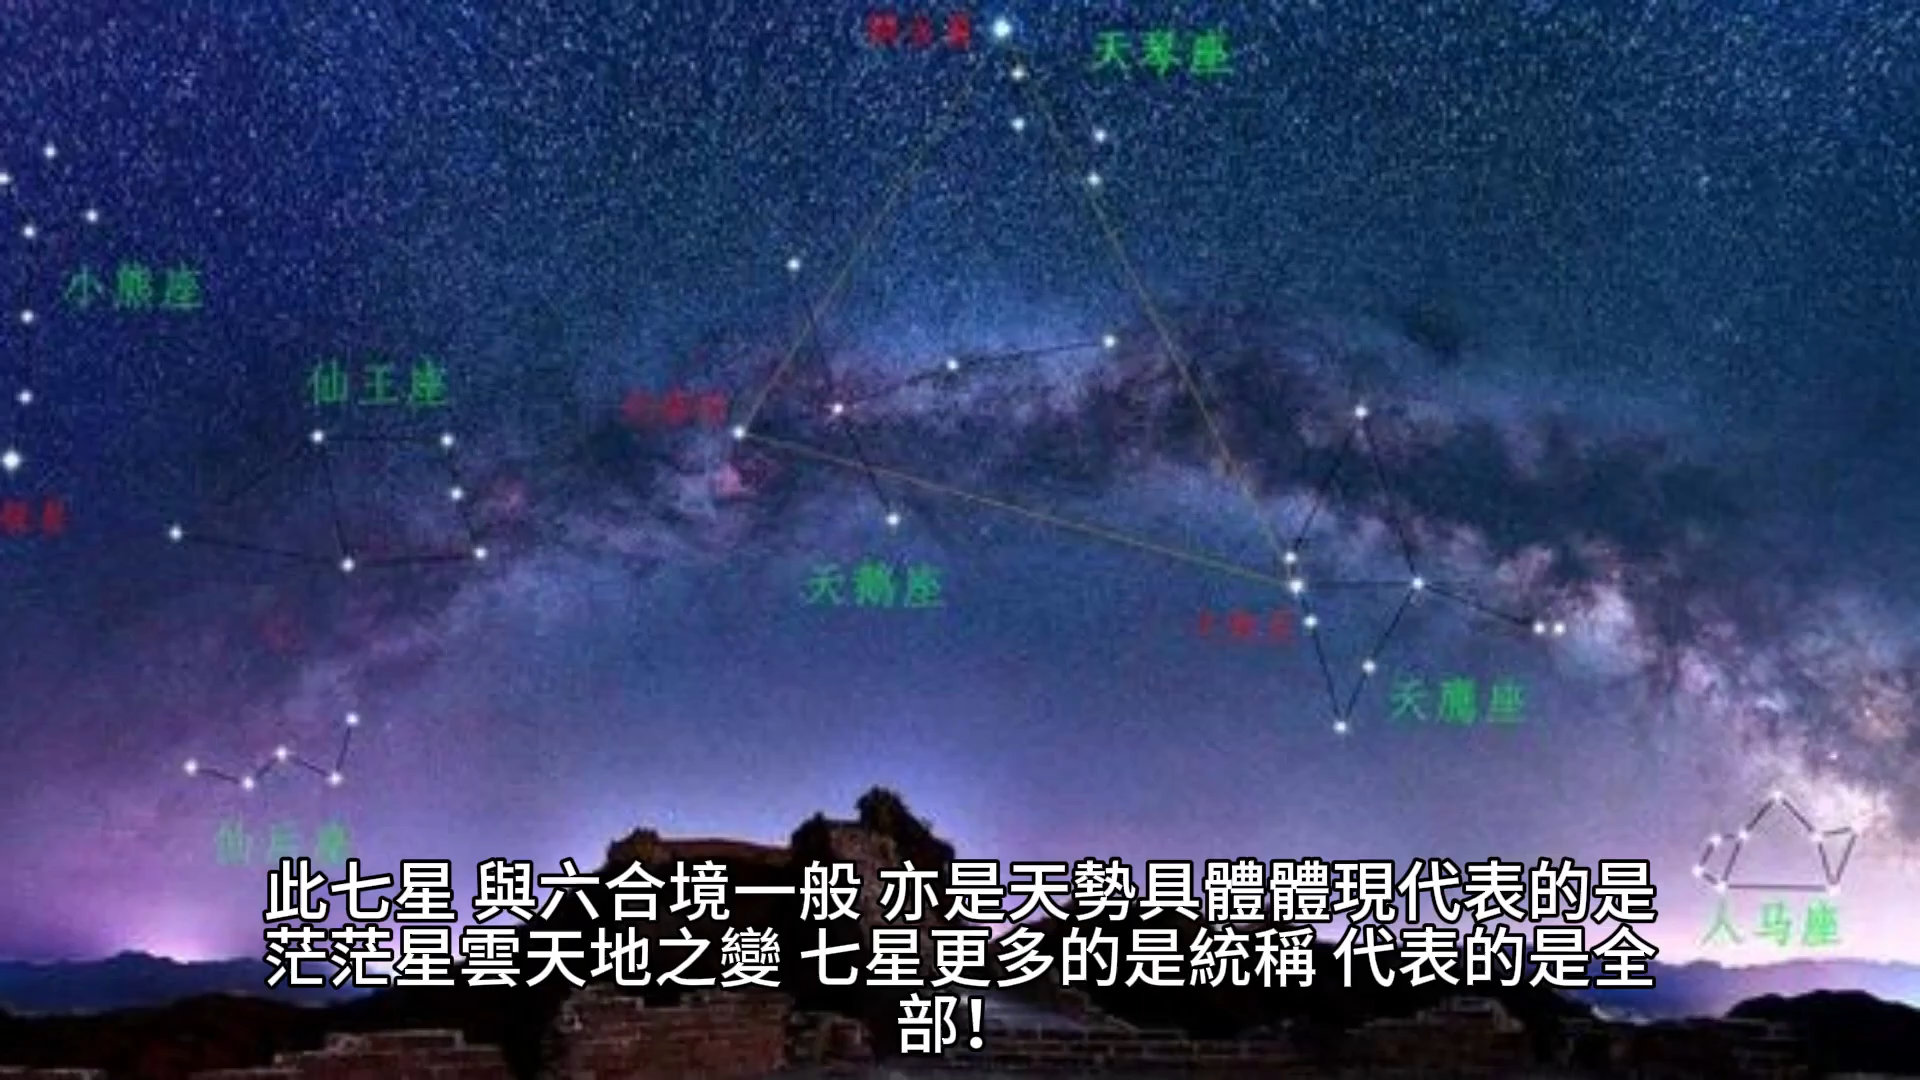 天琴座
小熊座
仙王座
天鹅座
天鹰座
人马座
此七星 與六合境一般 亦是天勢具體體現代表的是
茫茫星雲天地之變 七星更多的是統稱 代表的是全
部!